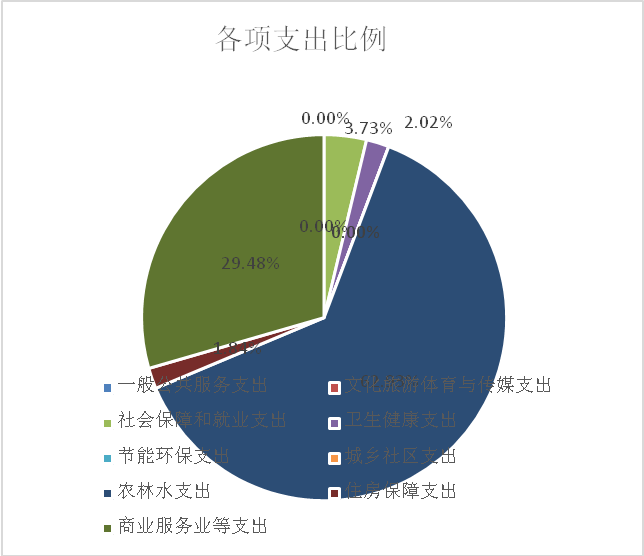 各项支出比例
0.00%
3.73%
2.02%
0.00%
0.00%
29.48%
1.84%
一般公共服务支出
文化旅游体育与传媒支出
社会保障和就业支出
卫生健康支出
节能环保支出
城乡社区支出
农林水支出
住房保障支出
商业服务业等支出